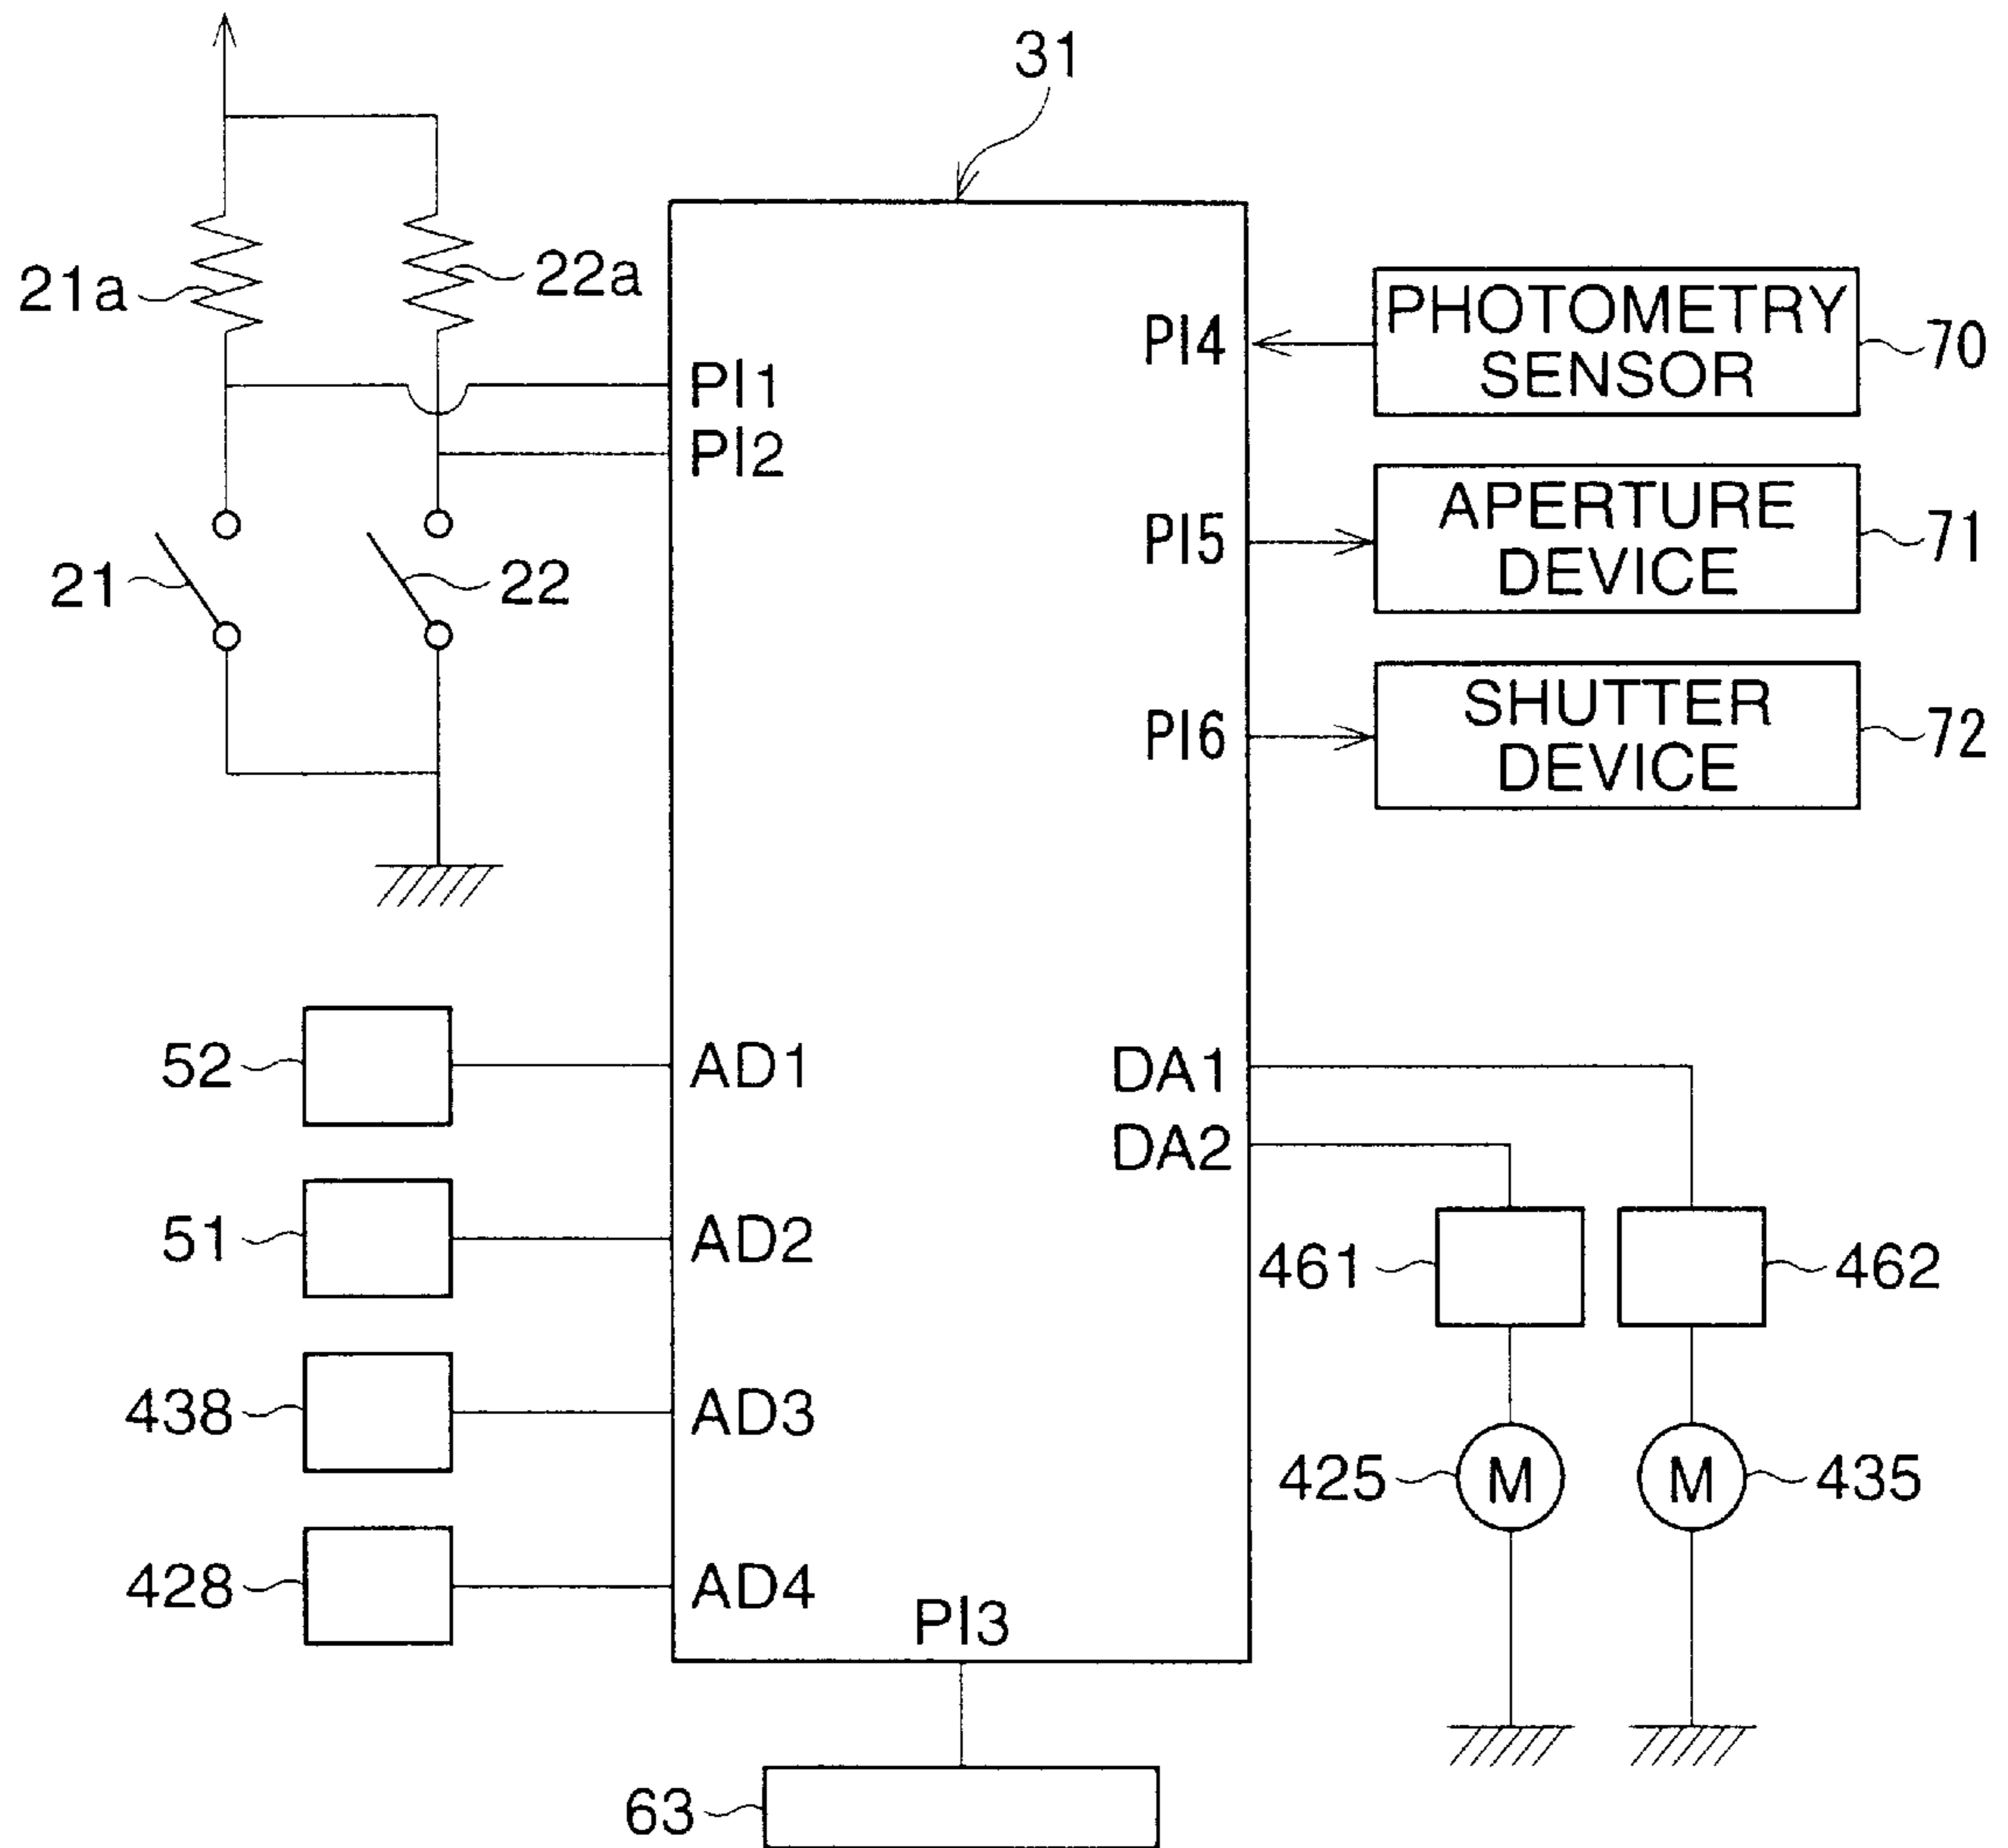 31
21a
22a
PI1
PI2
21
22
PI4
PHOTOMETRY
SENSOR
70
PI5
APERTURE
DEVICE
71
PI6
SHUTTER
DEVICE
72
52
AD1
51
AD2
438
AD3
428
AD4
DA1
DA2
461
462
425
M
M
435
PI3
63